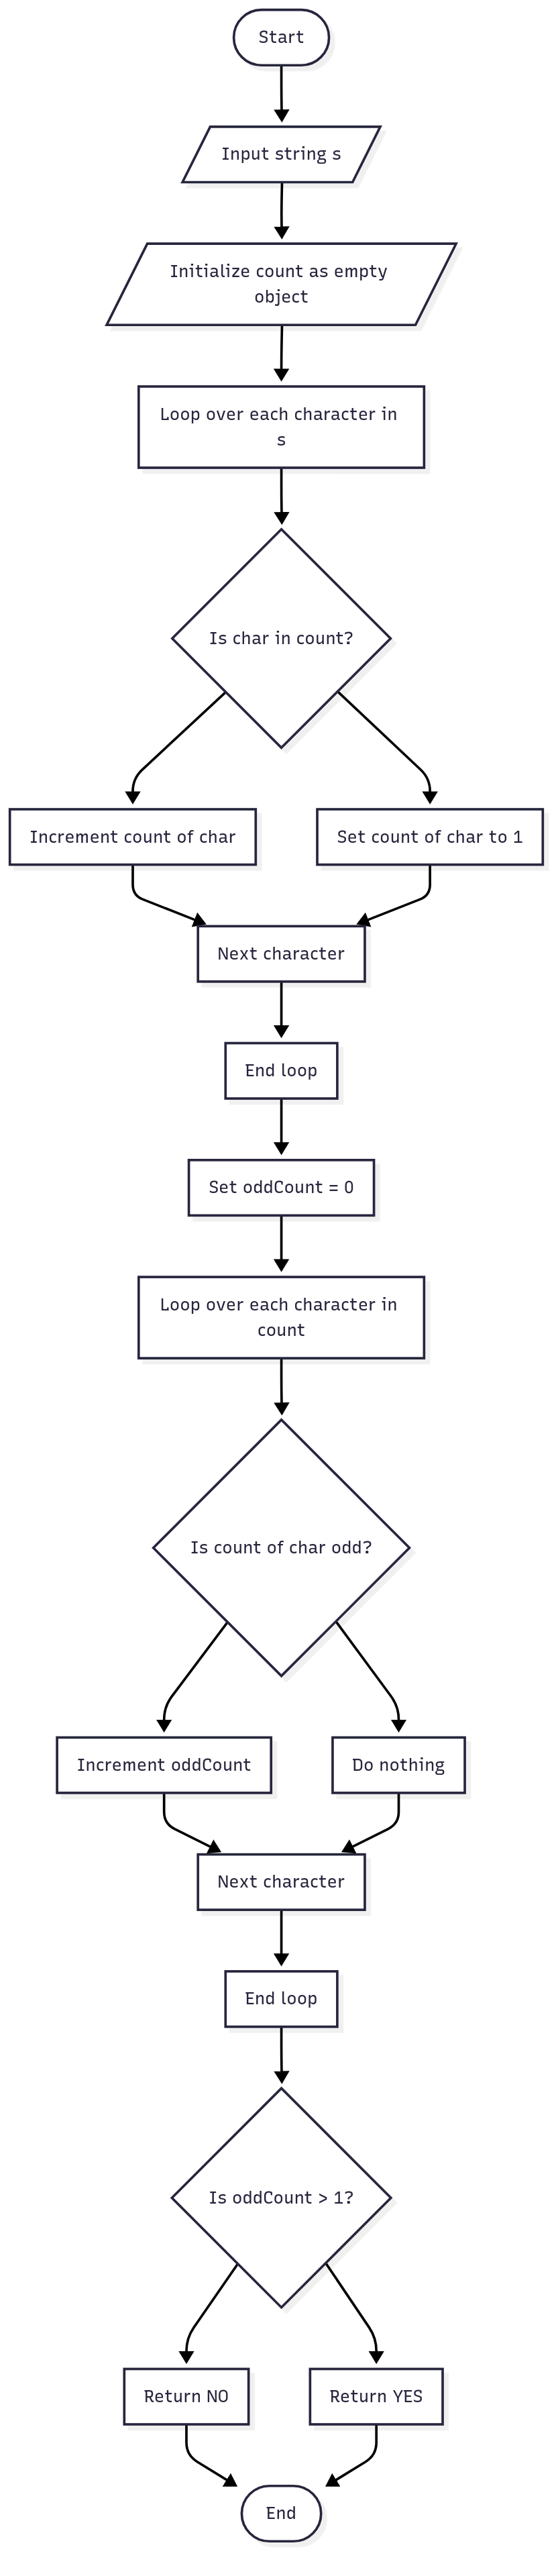 Start
Input string s
Initialize count as empty
object
Loop over each character in
s
Is char in count?
Increment count of char
Set count of char to 1
Next character
End loop
Set oddCount = 0
Loop over each character in
count
Is count of char odd?
Increment oddCount
Do nothing
Next character
End loop
Is oddCount > 1?
Return NO
Return YES
End